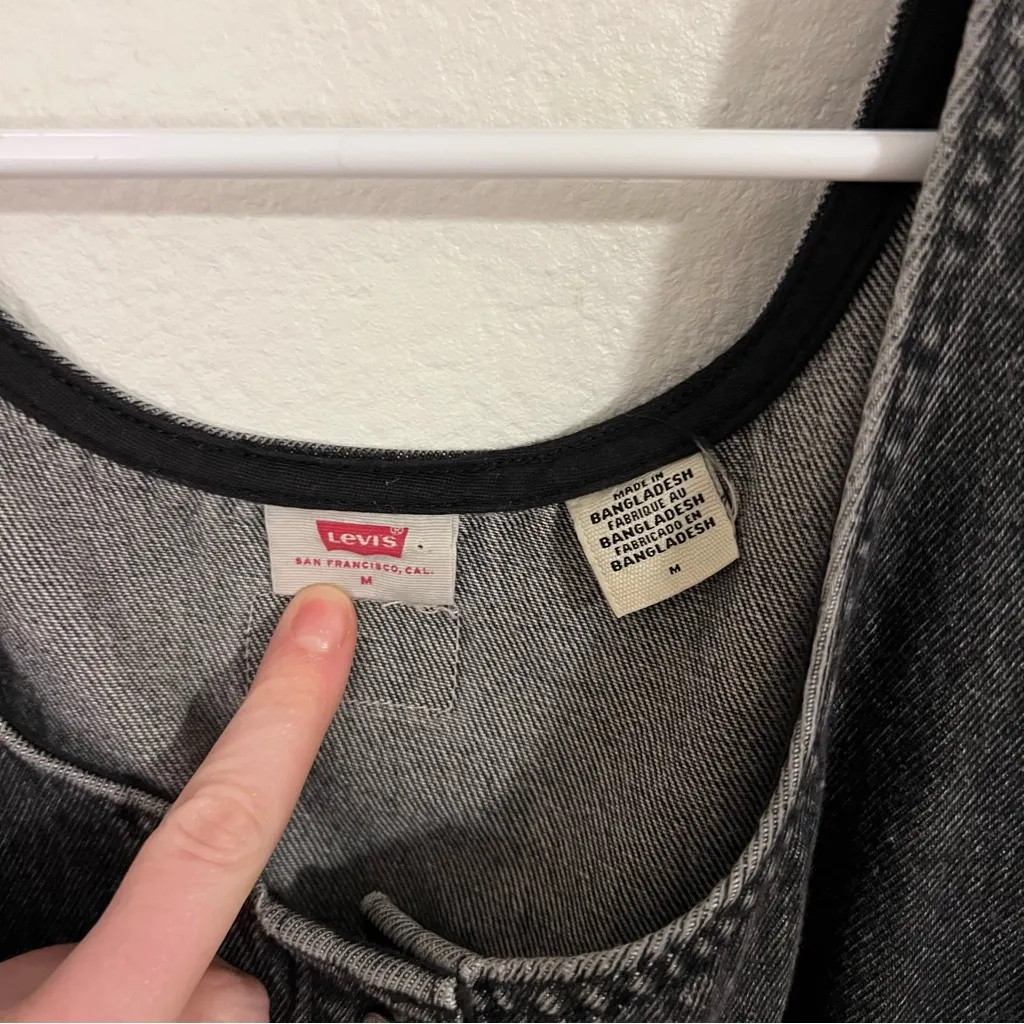 Levi's®
SAN FRANCISCO, CAL.
M
MADE IN
BANGLADESH
FABRIQUE AU
BANGLADESH
FABRICADO EN
BANGLADESH
M